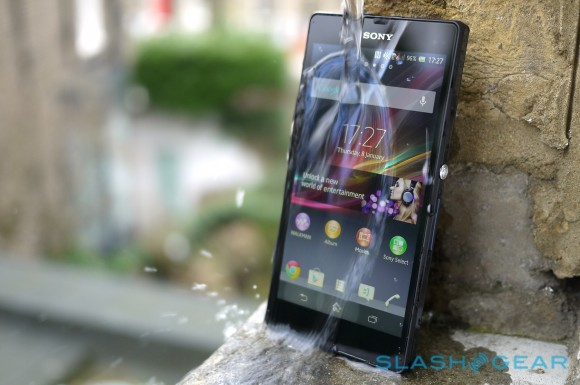 SONY
96% 17:27
17:27
Thursday, 8 January
Unlock a new
world of entertainment
WALKMAN Album Movies Sony Select
SLASHGEAR